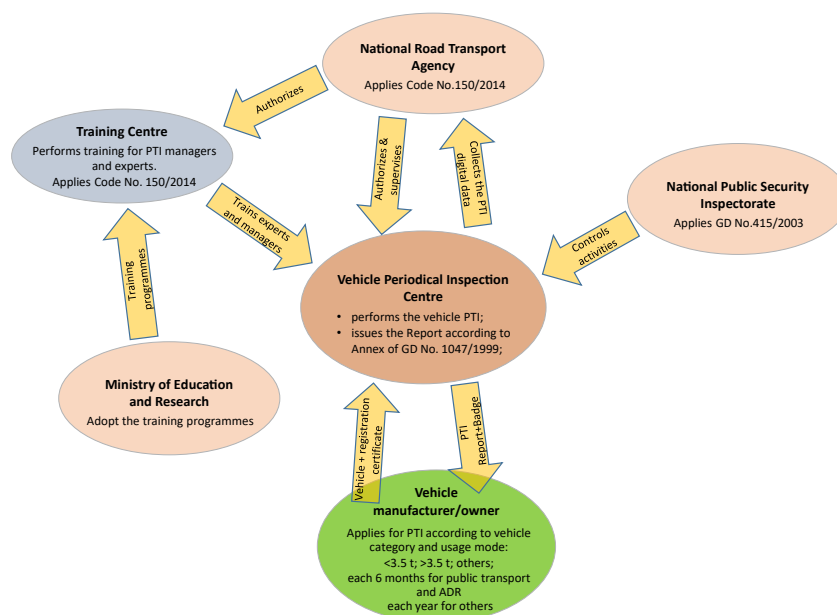 National Road Transport
Agency
Applies Code No.150/2014
Authorizes
Training Centre
Performs training for PTI managers
and experts.
Applies Code No. 150/2014
Authorizes &
supervises
Collects the PTI
digital data
National Public Security
Inspectorate
Applies GD No.415/2003
Trains experts
and managers
Controls
activities
Training
programmes
Vehicle Periodical Inspection
Centre
• performs the vehicle PTI;
• issues the Report according to
Annex of GD No. 1047/1999;
Ministry of Education
and Research
Adopt the training programmes
Vehicle + registration
certificate
PTI
Report+Badge
Vehicle
manufacturer/owner
Applies for PTI according to vehicle
category and usage mode:
<3.5 t; >3.5 t; others;
each 6 months for public transport
and ADR
each year for others